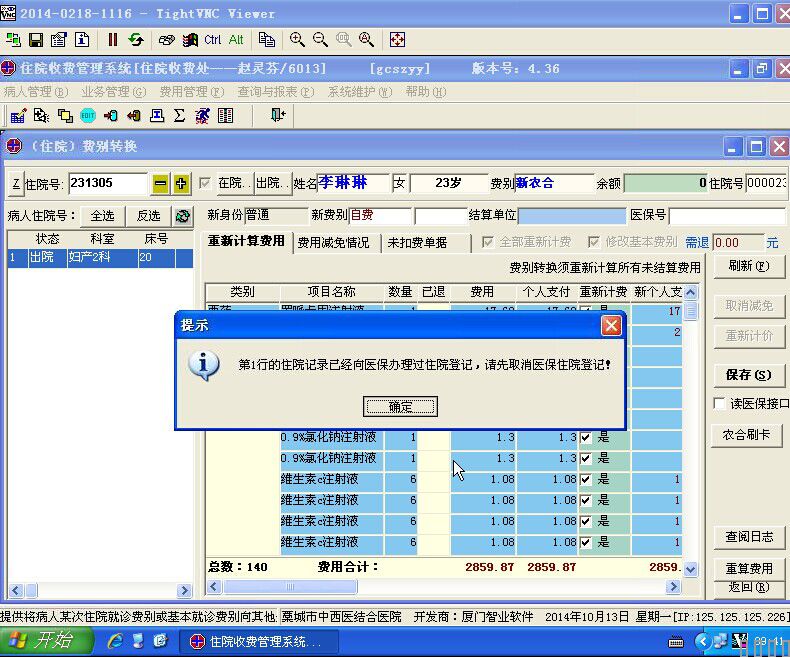 2014-0218-1116 - TightVNC Viewer
Ctrl Alt
住院收费管理系统[住院收费处——赵灵芬/6013] [gcszyy] 版本号: 4.36
病人管理(B) 业务管理(G) 费用管理(R) 查询与报表(P) 系统维护(W) 帮助(H)
EDIT
(住院)费别转换
Z 住院号: 231305 在院.. 出院.. 姓名 李琳琳 女 23岁 费别 新农合 余额 0 住院号 000023
病人住院号: 全选 反选 新身份 普通 新费别 自费 结算单位 医保号
状态 科室 床号
1 出院 妇产2科 20
重新计算费用 费用减免情况 未扣费单据 全部重新计费 修改基本费别 需退 0.00 元
费别转换须重新计算所有未结算费用
刷新(F)
类别 项目名称 数量 已退 费用 个人支付 重新计费 新个人支
17
2
取消减免
重新计价
提示
第1行的住院记录已经向医保办理过住院登记，请先取消医保住院登记!
确定
保存(S)
读医保接口
农合刷卡
0.9%氯化钠注射液 1 1.3 1.3 是
0.9%氯化钠注射液 1 1.3 1.3 是
维生素c注射液 6 1.08 1.08 是 1
维生素c注射液 6 1.08 1.08 是 1
维生素c注射液 6 1.08 1.08 是 1
维生素c注射液 6 1.08 1.08 是 1
总数: 140 费用合计: 2859.87 2859.87 2859.
查阅日志
重算费用
返回(R)
提供将病人某次住院就诊费别或基本就诊费别向其他 藁城市中西医结合医院 开发商: 厦门智业软件 2014年10月13日 星期一[IP:125.125.125.226]
开始 住院收费管理系统... 09:41